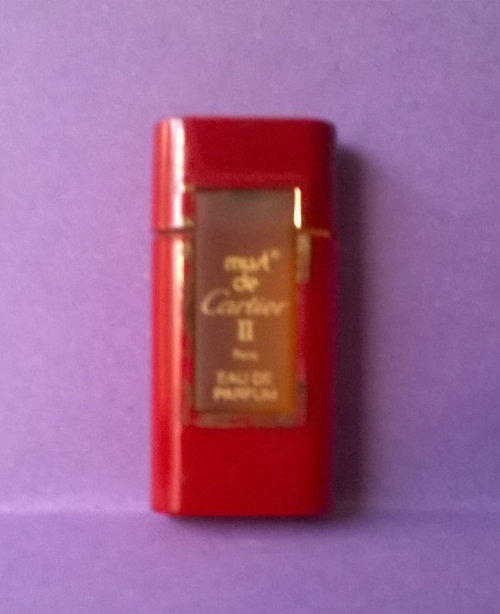 must
de
Cartier
II
Paris
EAU DE
PARFUM